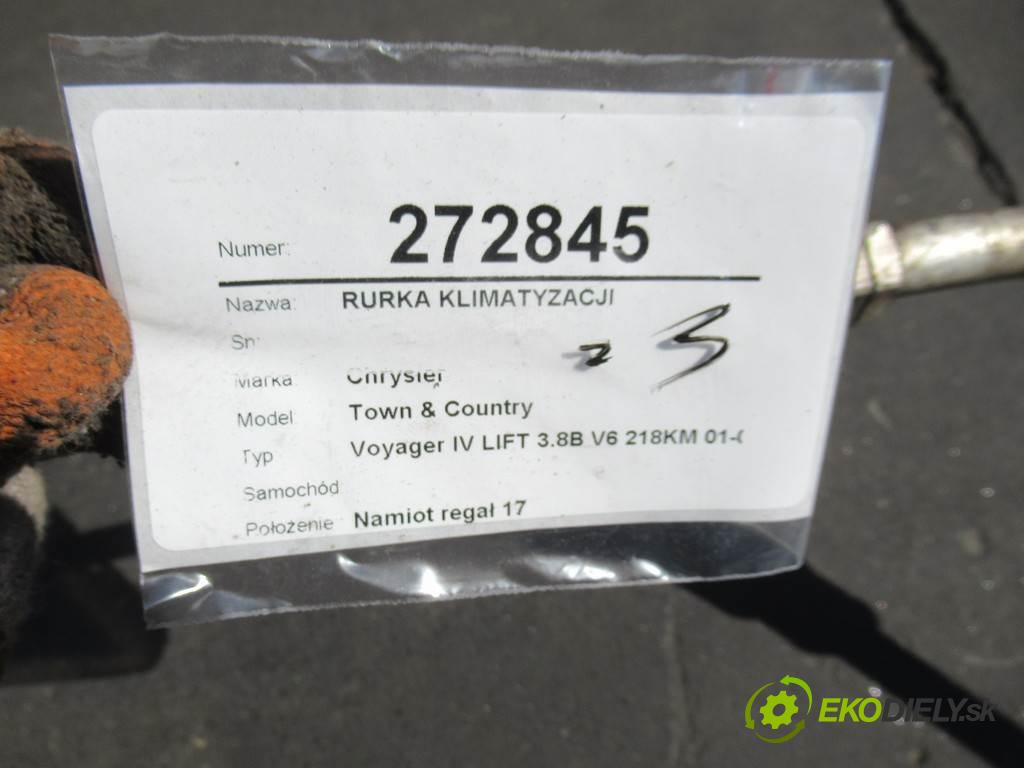 Numer: 272845
Nazwa: RURKA KLIMATYZACJI
Sn:
Marka Chrysler
Model Town & Country
Typ Voyager IV LIFT 3.8B V6 218KM 01-
Samochód
Położenie Namiot regał 17
EKODIELY.sk